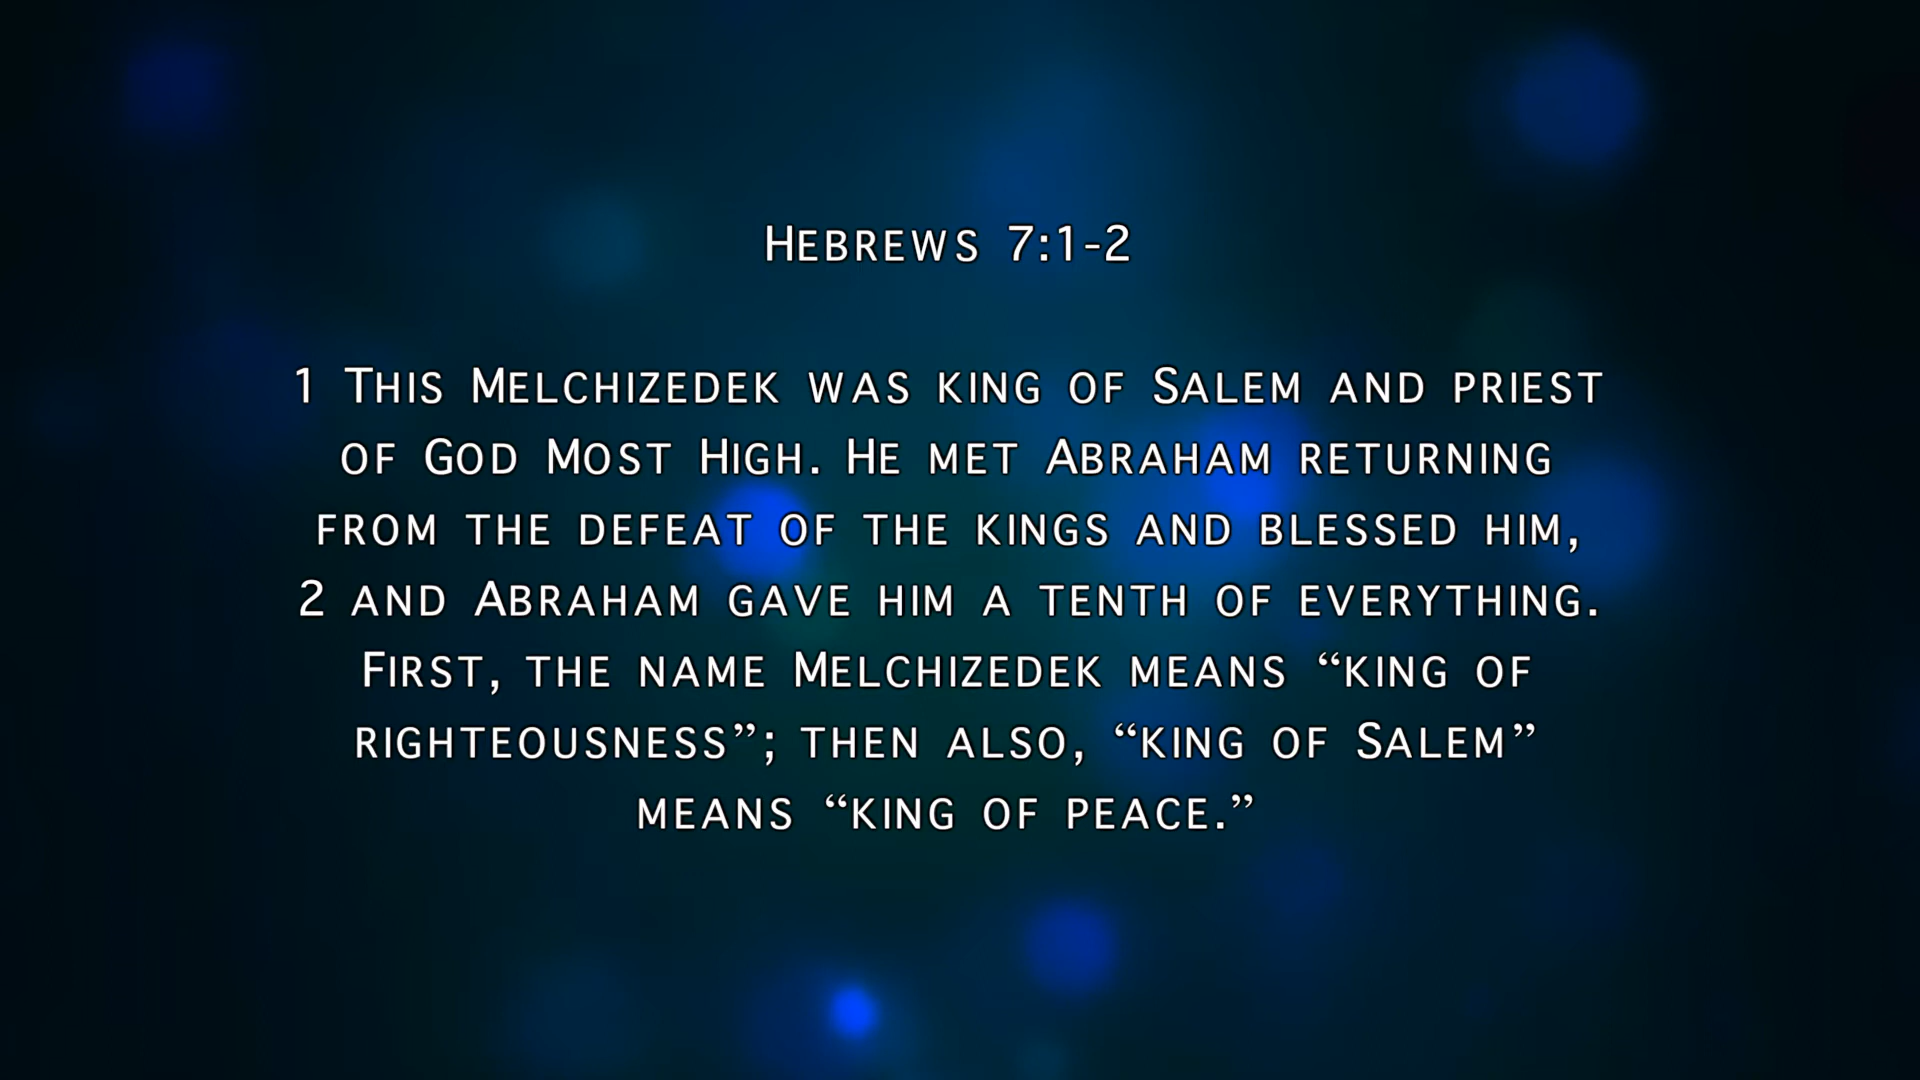 Hebrews 7:1-2
1 This Melchizedek was king of Salem and priest
of God Most High. He met Abraham returning
from the defeat of the kings and blessed him,
2 and Abraham gave him a tenth of everything.
First, the name Melchizedek means “king of
righteousness”; then also, “king of Salem”
means “king of peace.”